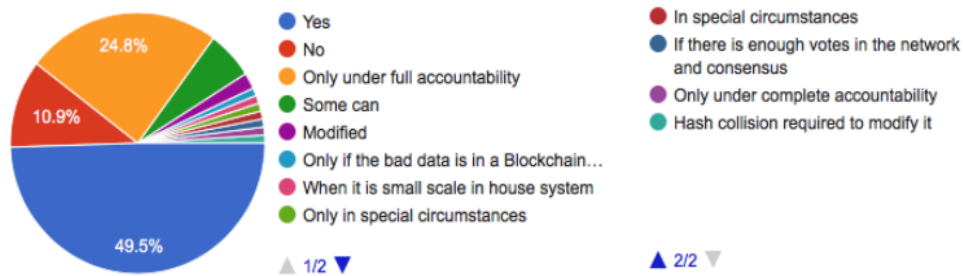 24.8%
10.9%
49.5%
Yes
No
Only under full accountability
Some can
Modified
Only if the bad data is in a Blockchain…
When it is small scale in house system
Only in special circumstances
1/2
In special circumstances
If there is enough votes in the network
and consensus
Only under complete accountability
Hash collision required to modify it
2/2